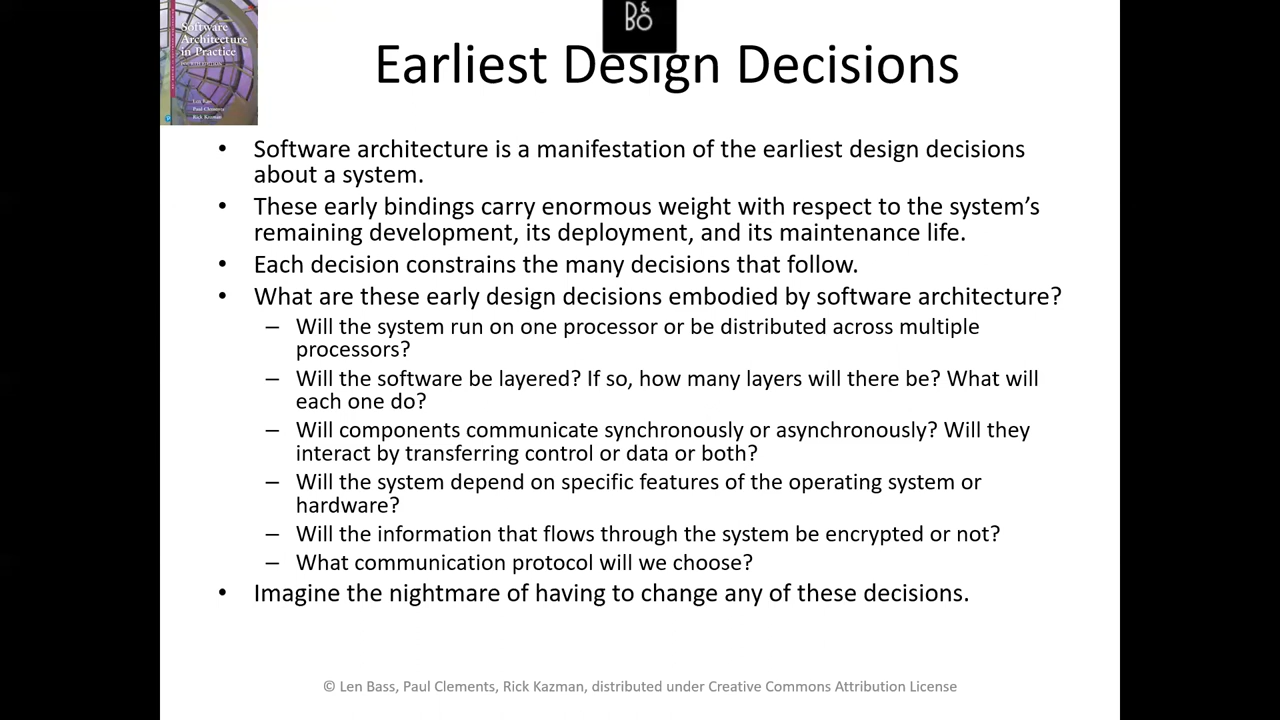 Software
Architecture
in Practice
FOURTH EDITION
Len Bass
Paul Clements
Rick Kazman
B&O
Earliest Design Decisions
• Software architecture is a manifestation of the earliest design decisions
about a system.
• These early bindings carry enormous weight with respect to the system’s
remaining development, its deployment, and its maintenance life.
• Each decision constrains the many decisions that follow.
• What are these early design decisions embodied by software architecture?
– Will the system run on one processor or be distributed across multiple
processors?
– Will the software be layered? If so, how many layers will there be? What will
each one do?
– Will components communicate synchronously or asynchronously? Will they
interact by transferring control or data or both?
– Will the system depend on specific features of the operating system or
hardware?
– Will the information that flows through the system be encrypted or not?
– What communication protocol will we choose?
• Imagine the nightmare of having to change any of these decisions.
© Len Bass, Paul Clements, Rick Kazman, distributed under Creative Commons Attribution License